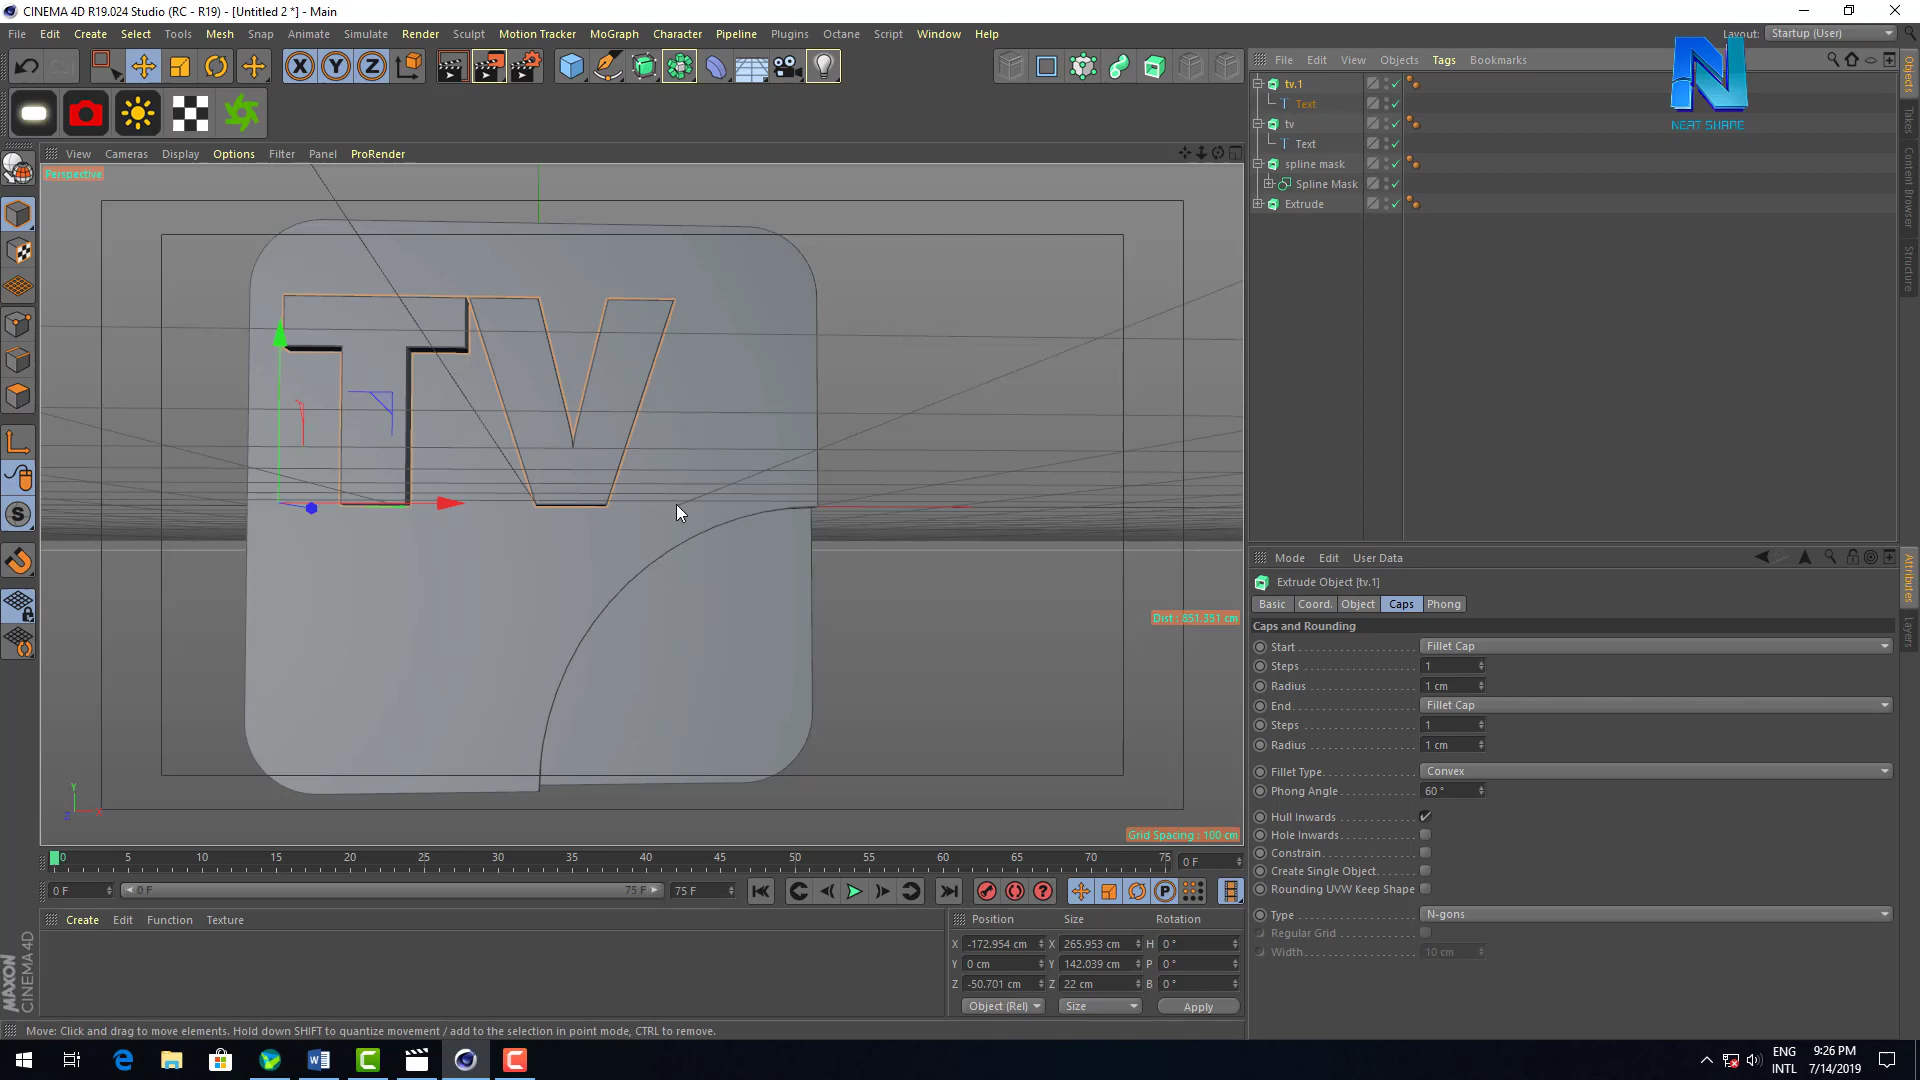 CINEMA 4D R19.024 Studio (RC - R19) - [Untitled 2 *] - Main
File Edit Create Select Tools Mesh Snap Animate Simulate Render Sculpt Motion Tracker MoGraph Character Pipeline Plugins Octane Script Window Help
Layout: Startup (User)
File Edit View Objects Tags Bookmarks
tv.1
Text
tv
Text
spline mask
Spline Mask
Extrude
N
NEAT SHARE
Objects
Takes
Content Browser
Structure
View Cameras Display Options Filter Panel ProRender
Perspective
TV
Dist : 851.351 cm
Grid Spacing : 100 cm
Y
X
Z
Mode Edit User Data
Extrude Object [tv.1]
Basic Coord. Object Caps Phong
Caps and Rounding
Start Fillet Cap
Steps 1
Radius 1 cm
End Fillet Cap
Steps 1
Radius 1 cm
Fillet Type Convex
Phong Angle 60 °
Hull Inwards
Hole Inwards
Constrain
Create Single Object
Rounding UVW Keep Shape
Type N-gons
Regular Grid
Width 10 cm
Attributes
Layers
0 5 10 15 20 25 30 35 40 45 50 55 60 65 70 75 0 F
0 F 0 F 75 F 75 F
Create Edit Function Texture
Position Size Rotation
X -172.954 cm X 265.953 cm H 0 °
Y 0 cm Y 142.039 cm P 0 °
Z -50.701 cm Z 22 cm B 0 °
Object (Rel) Size Apply
MAXON
CINEMA 4D
Move: Click and drag to move elements. Hold down SHIFT to quantize movement / add to the selection in point mode, CTRL to remove.
ENG
INTL
9:26 PM
7/14/2019